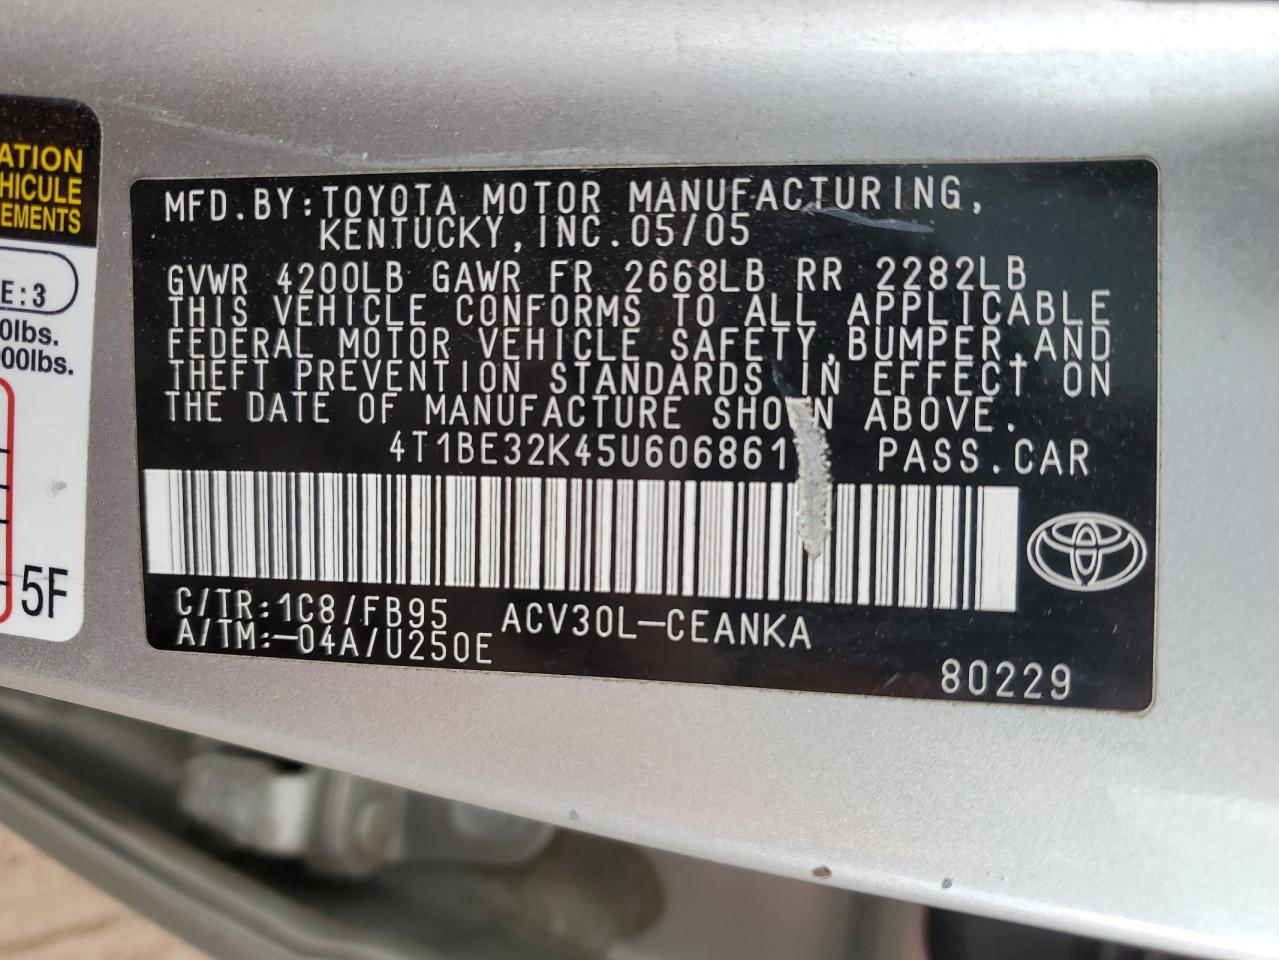 ATION
HICULE
EMENTS
E:3
0lbs.
00lbs.
5F
MFD.BY:TOYOTA MOTOR MANUFACTURING,
KENTUCKY,INC.05/05
GVWR 4200LB GAWR FR 2668LB RR 2282LB
THIS VEHICLE CONFORMS TO ALL APPLICABLE
FEDERAL MOTOR VEHICLE SAFETY,BUMPER,AND
THEFT PREVENTION STANDARDS IN EFFECT ON
THE DATE OF MANUFACTURE SHOWN ABOVE.
4T1BE32K45U606861 PASS.CAR
C/TR:1C8/FB95 ACV30L-CEANKA
A/TM:-04A/U250E
80229